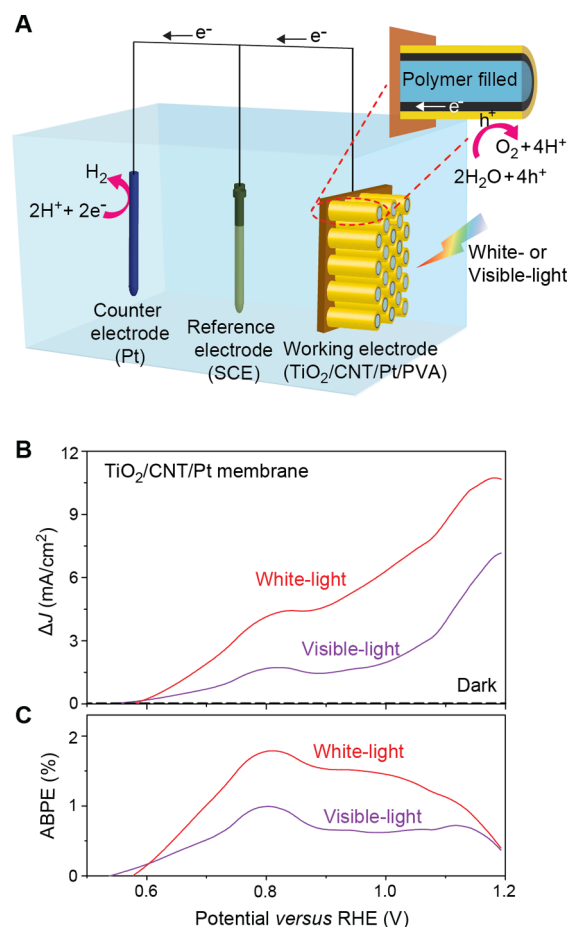 A
e⁻
e⁻
Polymer filled
e⁻
h⁺
O₂ + 4H⁺
2H₂O + 4h⁺
H₂
2H⁺ + 2e⁻
White- or
Visible-light
Counter
electrode
(Pt)
Reference
electrode
(SCE)
Working electrode
(TiO₂/CNT/Pt/PVA)
B
12
TiO₂/CNT/Pt membrane
9
ΔJ (mA/cm²)
White-light
6
3
Visible-light
Dark
0
C
2
White-light
ABPE (%)
1
Visible-light
0
0.6
0.8
1.0
1.2
Potential versus RHE (V)